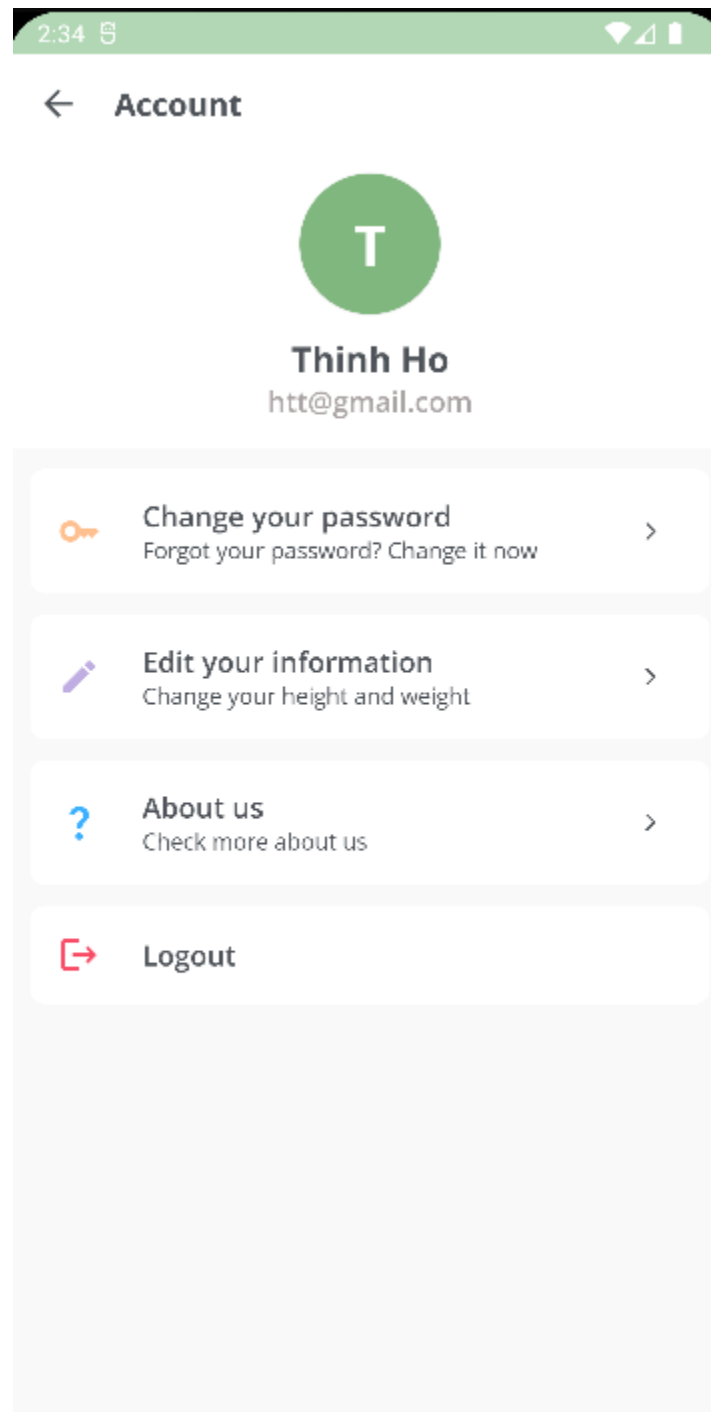 2:34
Account
T
Thinh Ho
htt@gmail.com
Change your password
Forgot your password? Change it now
Edit your information
Change your height and weight
?
About us
Check more about us
Logout